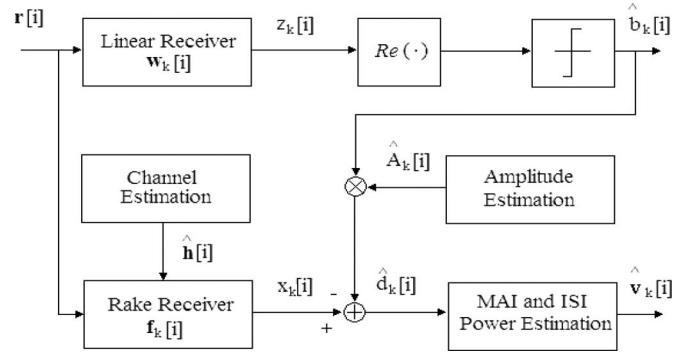 r[i]
Linear Receiver
w_k[i]
z_k[i]
Re(·)
b̂_k[i]
Channel
Estimation
ĥ[i]
Â_k[i]
Amplitude
Estimation
Rake Receiver
f_k[i]
x_k[i]
-
+
d̂_k[i]
MAI and ISI
Power Estimation
v̂_k[i]